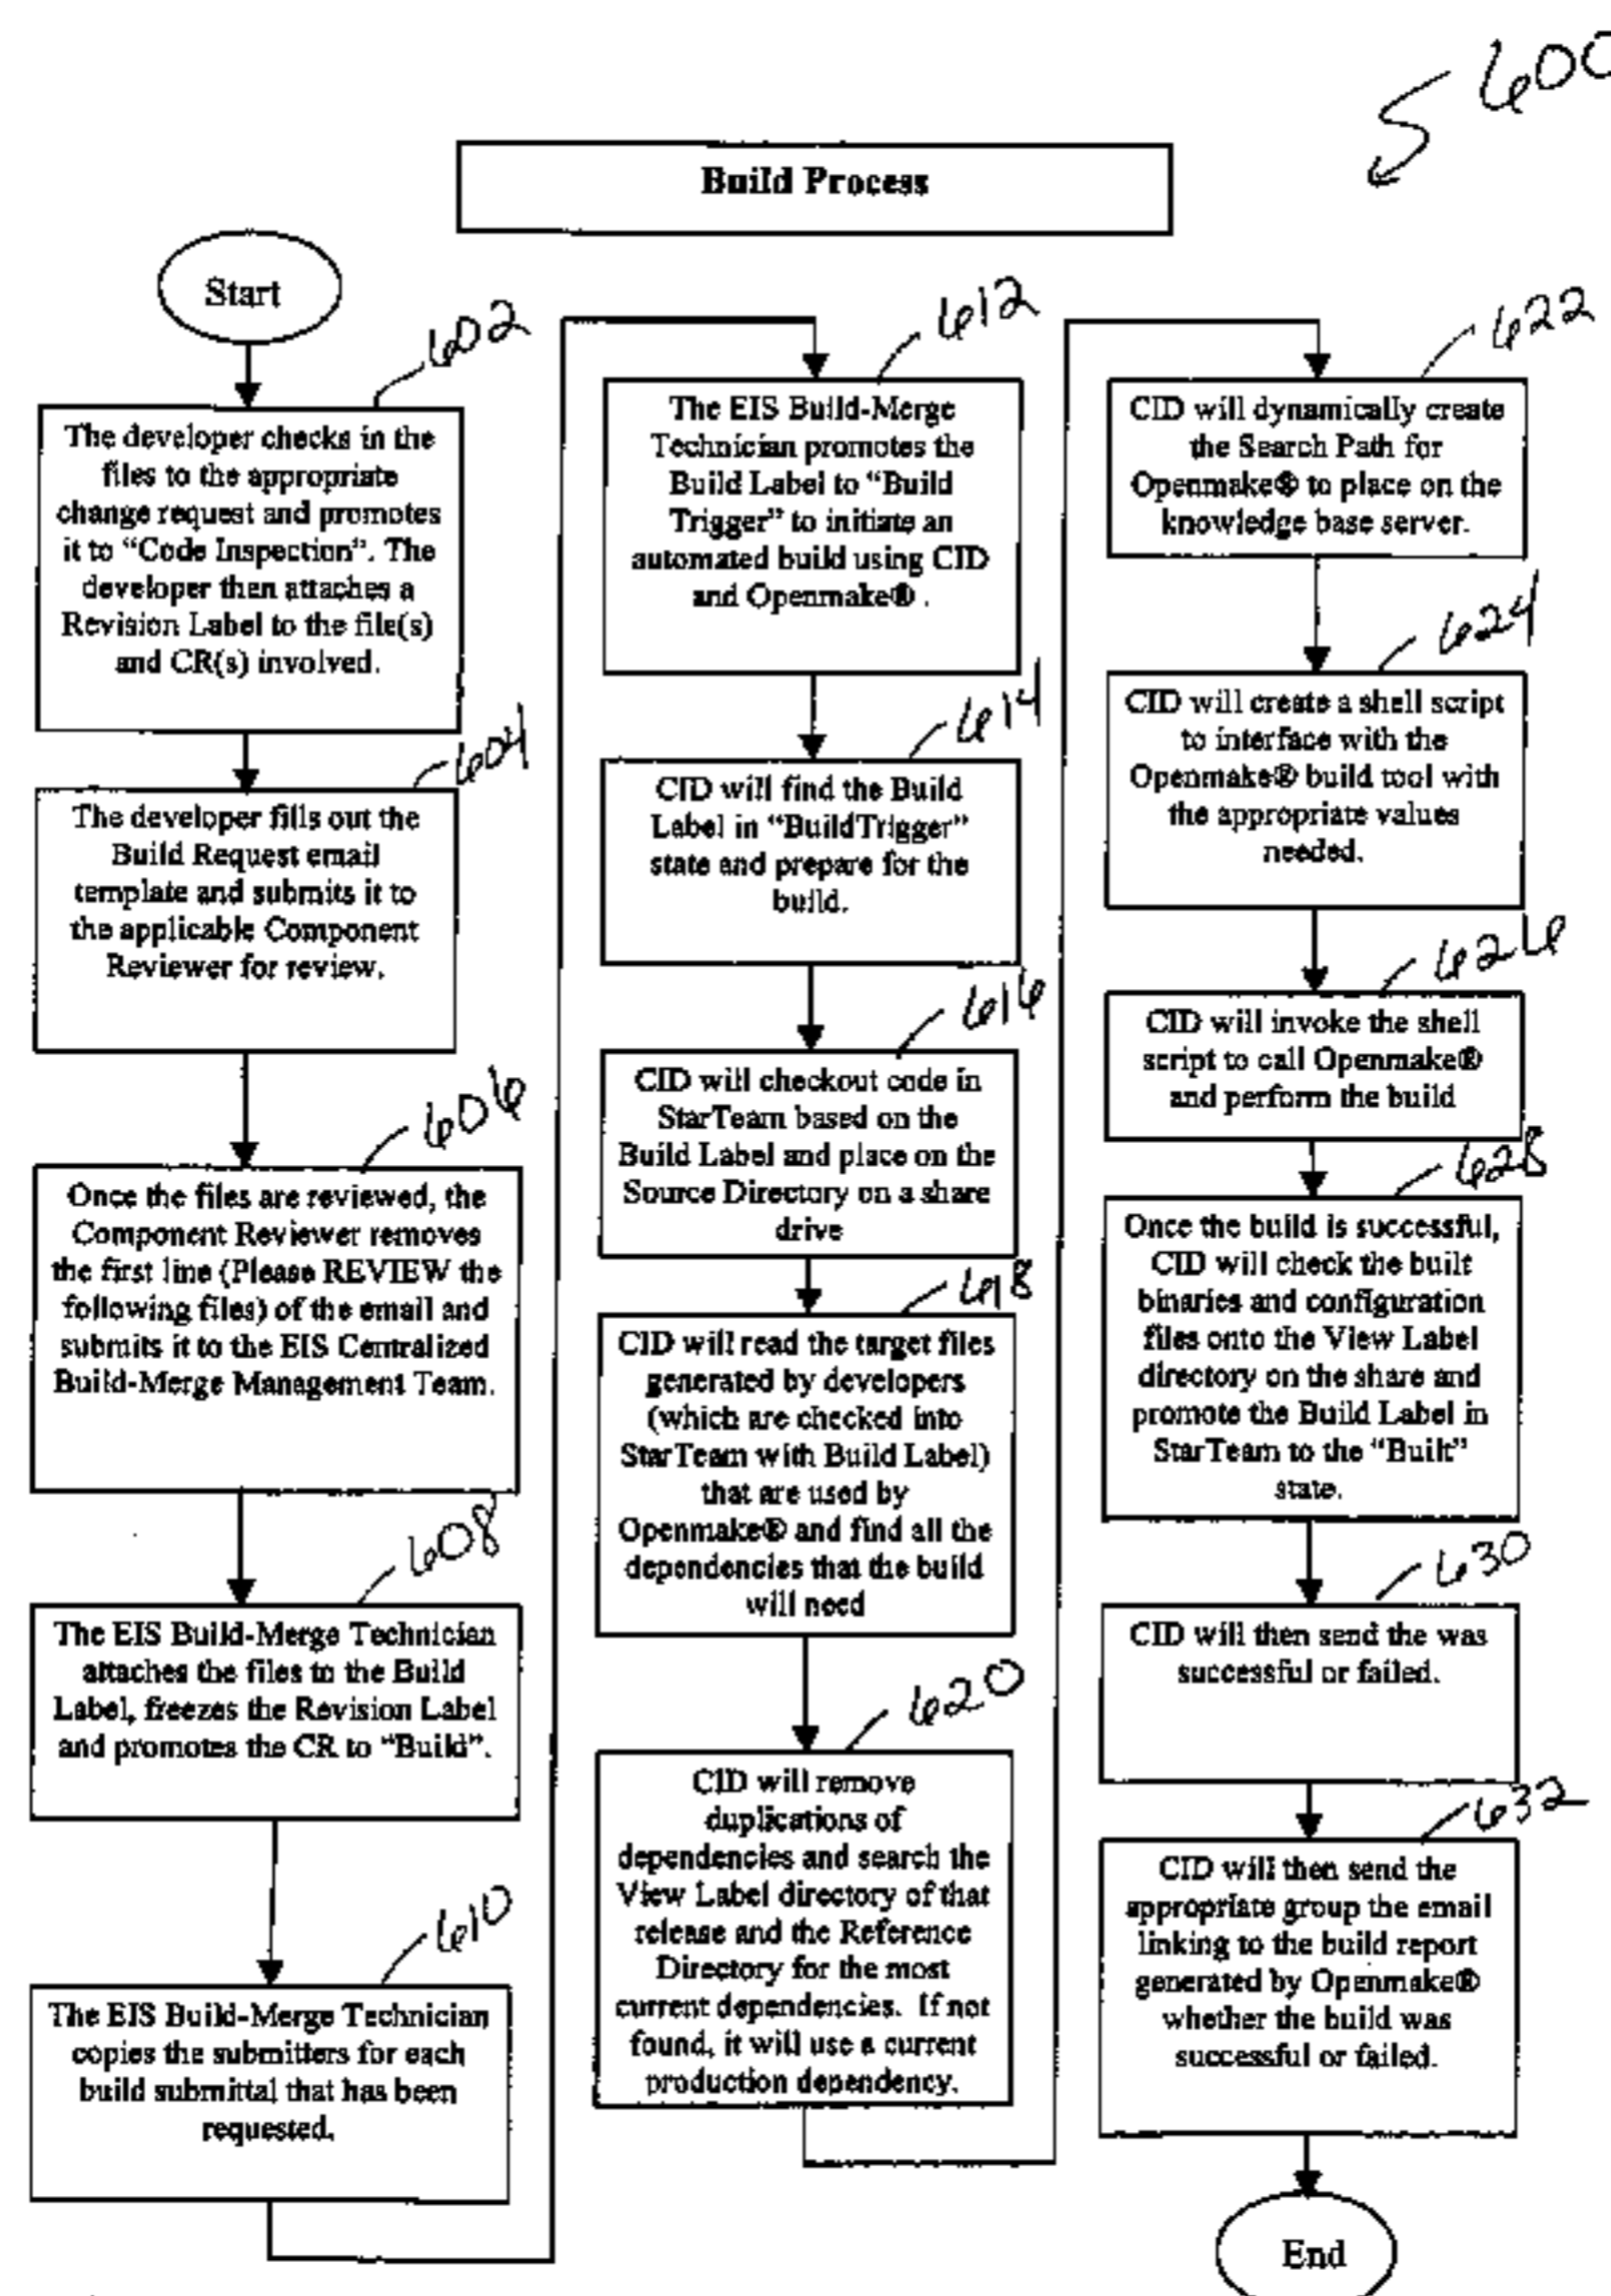 600
Build Process
Start
602
The developer checks in the
files to the appropriate
change request and promotes
it to “Code Inspection”. The
developer then attaches a
Revision Label to the file(s)
and CR(s) involved.
604
The developer fills out the
Build Request email
template and submits it to
the applicable Component
Reviewer for review.
606
Once the files are reviewed, the
Component Reviewer removes
the first line (Please REVIEW the
following files) of the email and
submits it to the EIS Centralized
Build-Merge Management Team.
608
The EIS Build-Merge Technician
attaches the files to the Build
Label, freezes the Revision Label
and promotes the CR to “Build”.
610
The EIS Build-Merge Technician
copies the submitters for each
build submittal that has been
requested.
612
The EIS Build-Merge
Technician promotes the
Build Label to “Build
Trigger” to initiate an
automated build using CID
and Openmake® .
614
CID will find the Build
Label in “BuildTrigger”
state and prepare for the
build.
616
CID will checkout code in
StarTeam based on the
Build Label and place on the
Source Directory on a share
drive
618
CID will read the target files
generated by developers
(which are checked into
StarTeam with Build Label)
that are used by
Openmake® and find all the
dependencies that the build
will need
620
CID will remove
duplications of
dependencies and search the
View Label directory of that
release and the Reference
Directory for the most
current dependencies. If not
found, it will use a current
production dependency.
622
CID will dynamically create
the Search Path for
Openmake® to place on the
knowledge base server.
624
CID will create a shell script
to interface with the
Openmake® build tool with
the appropriate values
needed.
626
CID will invoke the shell
script to call Openmake®
and perform the build
628
Once the build is successful,
CID will check the built
binaries and configuration
files onto the View Label
directory on the share and
promote the Build Label in
StarTeam to the “Built”
state.
630
CID will then send the was
successful or failed.
632
CID will then send the
appropriate group the email
linking to the build report
generated by Openmake®
whether the build was
successful or failed.
End